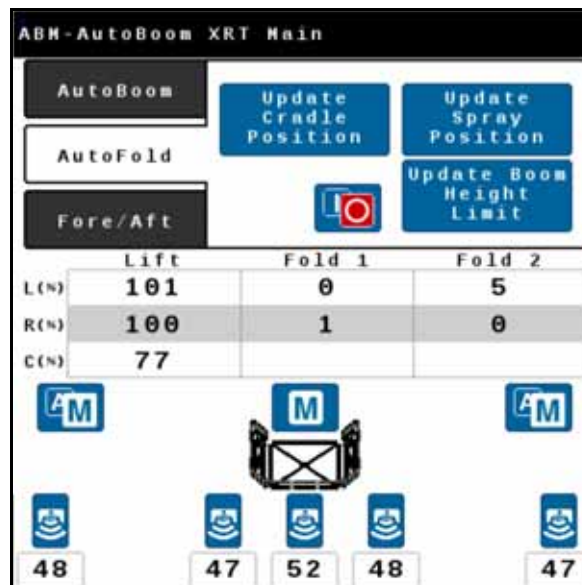 ABM-AutoBoom XRT Main
AutoBoom
AutoFold
Fore/Aft
Update
Cradle
Position
Update
Spray
Position
Update Boom
Height
Limit
Lift Fold 1 Fold 2
L(%) 101 0 5
R(%) 100 1 0
C(%) 77
A M M A M
48 47 52 48 47